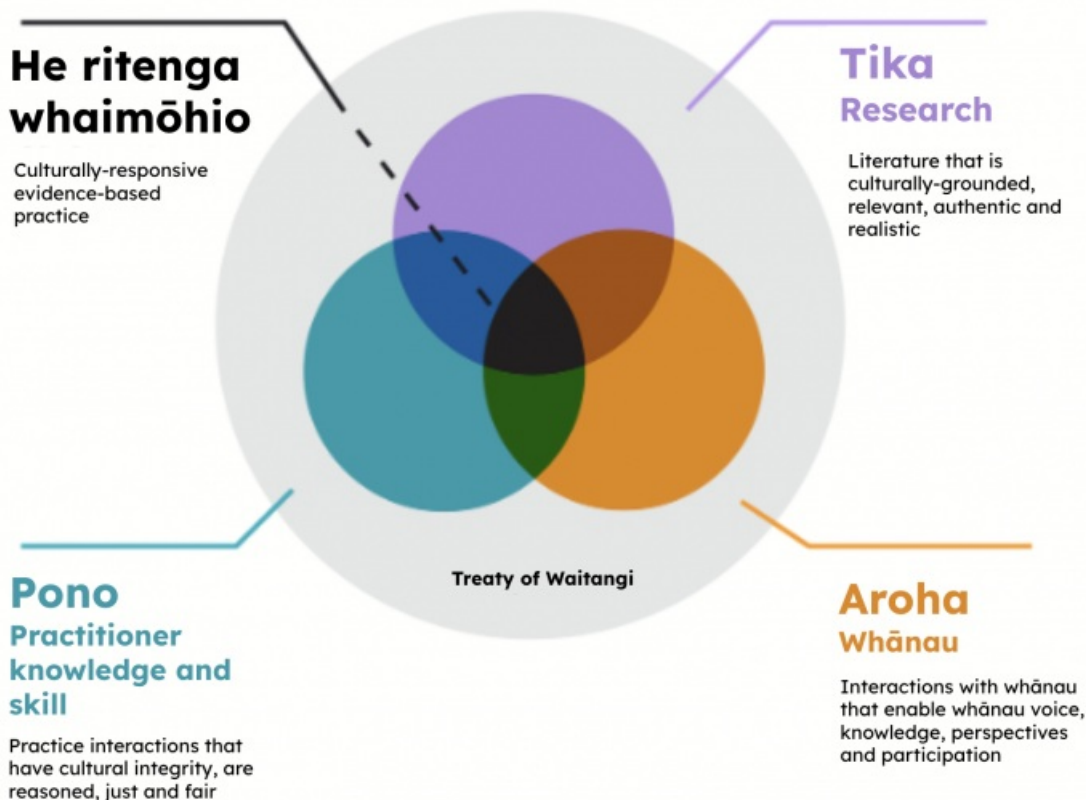 He ritenga
whaimōhio
Culturally-responsive
evidence-based
practice
Tika
Research
Literature that is
culturally-grounded,
relevant, authentic and
realistic
Treaty of Waitangi
Pono
Practitioner
knowledge and
skill
Practice interactions that
have cultural integrity, are
reasoned, just and fair
Aroha
Whānau
Interactions with whānau
that enable whānau voice,
knowledge, perspectives
and participation